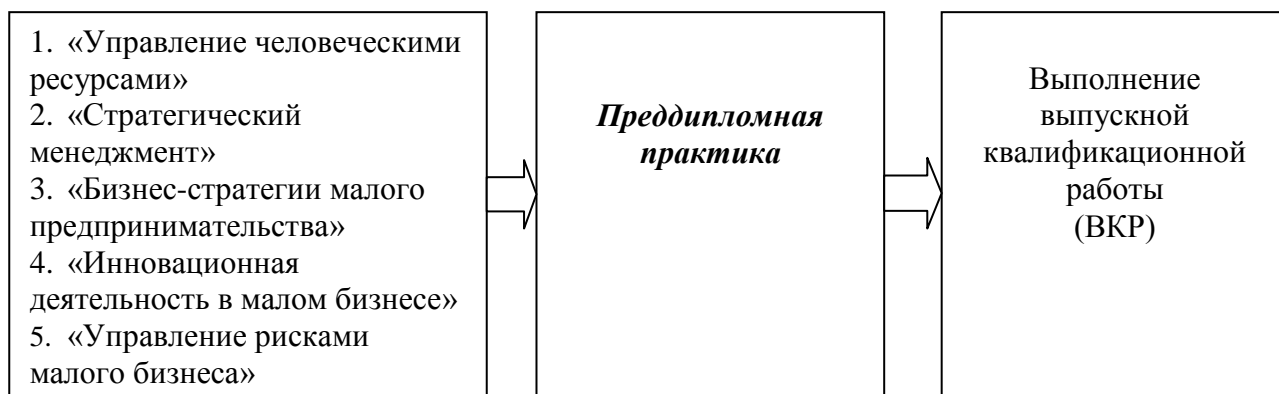 1. «Управление человеческими
ресурсами»
2. «Стратегический
менеджмент»
3. «Бизнес-стратегии малого
предпринимательства»
4. «Инновационная
деятельность в малом бизнесе»
5. «Управление рисками
малого бизнеса»
Преддипломная
практика
Выполнение
выпускной
квалификационной
работы
(ВКР)